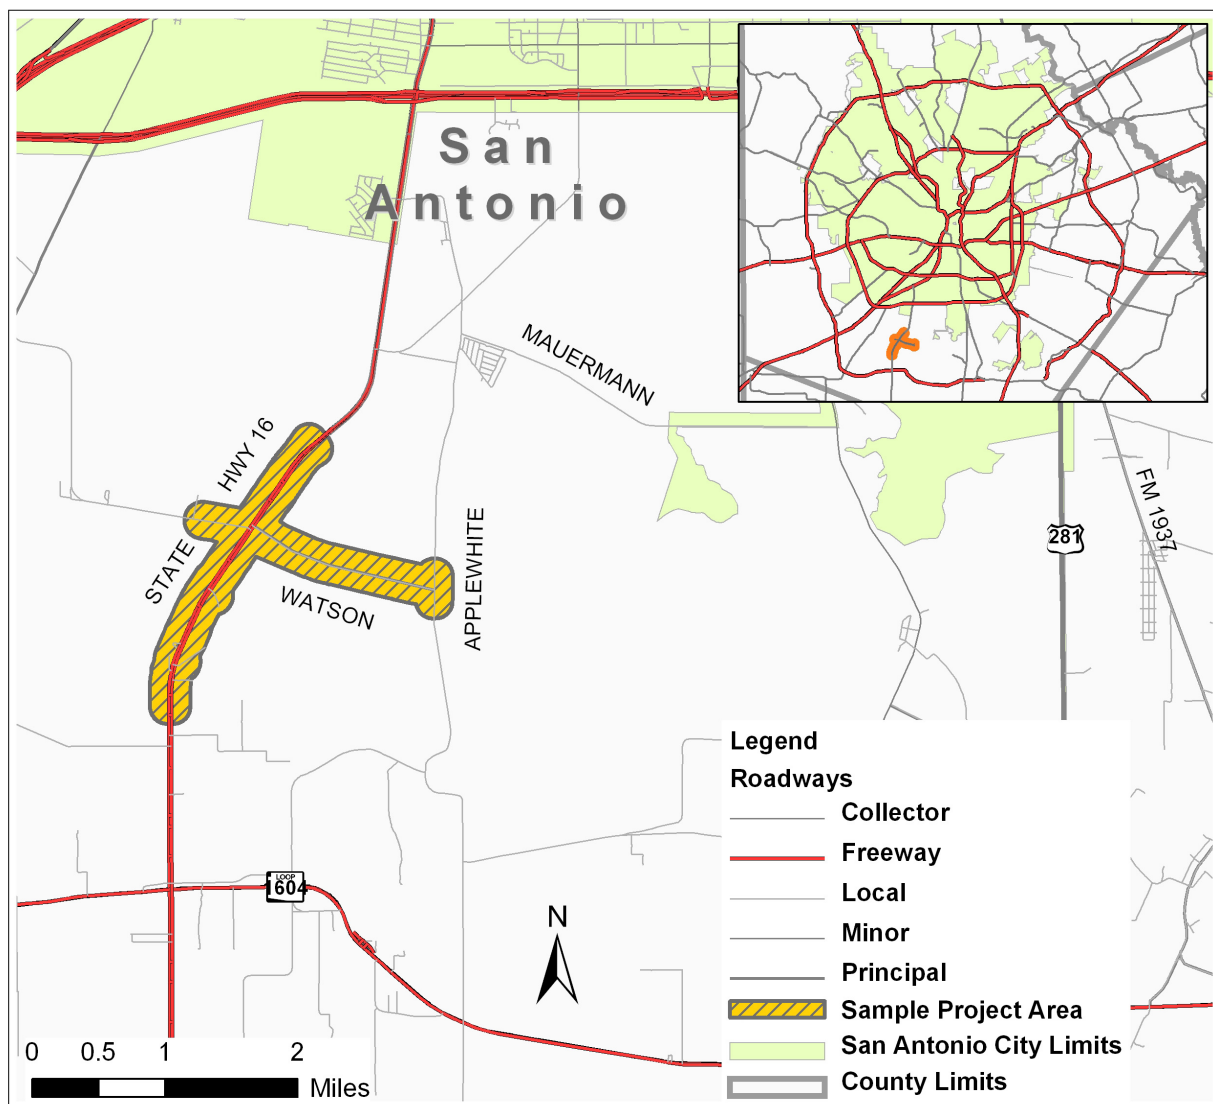 San
Antonio
MAUERMANN
HWY 16
STATE
WATSON
APPLEWHITE
281
FM 1937
LOOP
1604
N
0 0.5 1 2
Miles
Legend
Roadways
Collector
Freeway
Local
Minor
Principal
Sample Project Area
San Antonio City Limits
County Limits